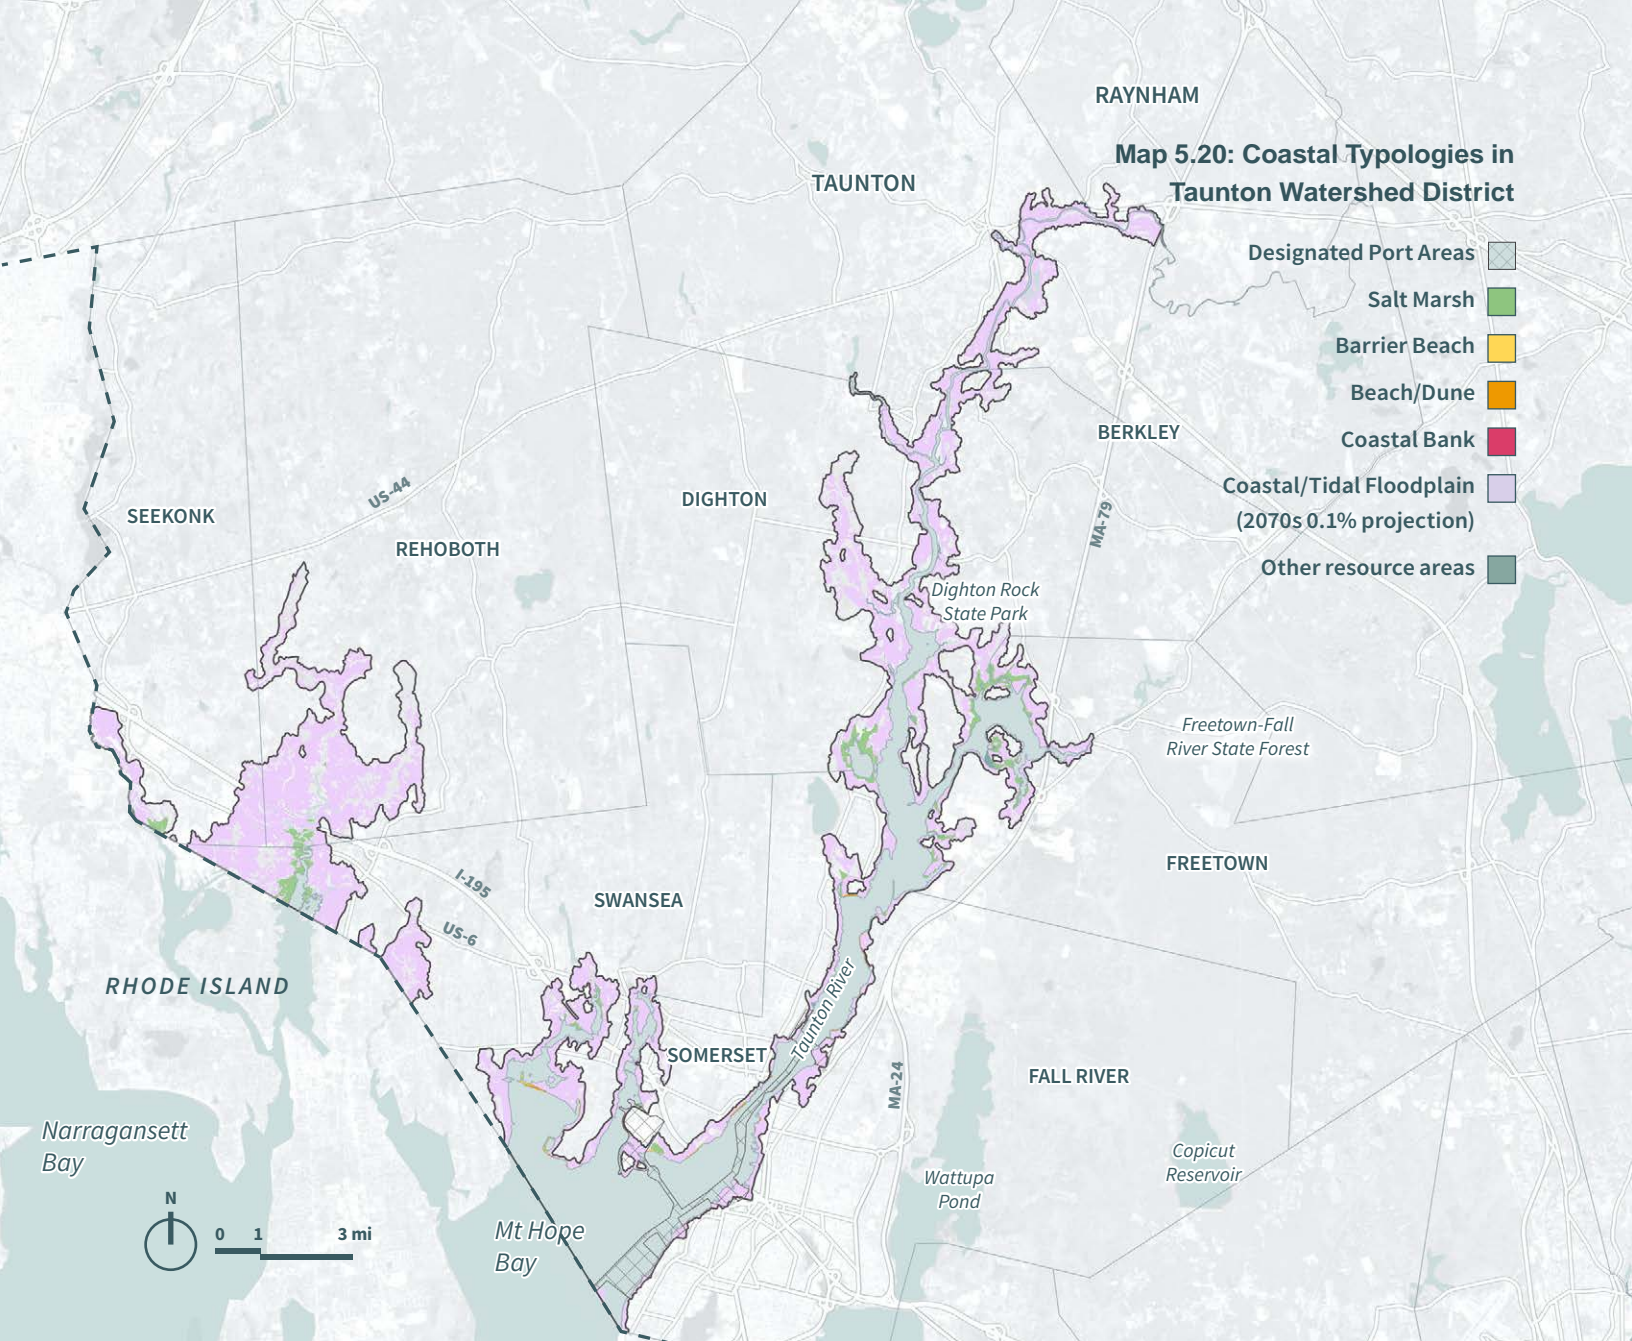 RAYNHAM
Map 5.20: Coastal Typologies in
Taunton Watershed District
TAUNTON
Designated Port Areas
Salt Marsh
Barrier Beach
Beach/Dune
Coastal Bank
Coastal/Tidal Floodplain
(2070s 0.1% projection)
Other resource areas
BERKLEY
US-44
DIGHTON
SEEKONK
MA-79
REHOBOTH
Dighton Rock
State Park
Freetown-Fall
River State Forest
FREETOWN
I-195
SWANSEA
US-6
RHODE ISLAND
Taunton River
SOMERSET
FALL RIVER
MA-24
Narragansett
Bay
Copicut
Reservoir
Wattupa
Pond
N
0 1 3 mi
Mt Hope
Bay